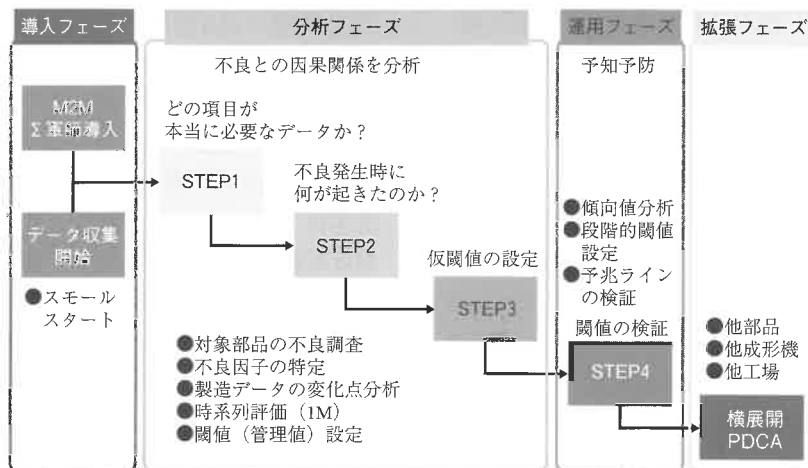 導入フェーズ
M2M
Σ軍師導入
データ収集
開始
●スモール
スタート
分析フェーズ
不良との因果関係を分析
どの項目が
本当に必要なデータか？
STEP1
不良発生時に
何が起きたのか？
STEP2
仮閾値の設定
STEP3
●対象部品の不良調査
●不良因子の特定
●製造データの変化点分析
●時系列評価（1M）
●閾値（管理値）設定
運用フェーズ
予知予防
●傾向値分析
●段階的閾値
設定
●予兆ライン
の検証
閾値の検証
STEP4
拡張フェーズ
●他部品
●他成形機
●他工場
横展開
PDCA